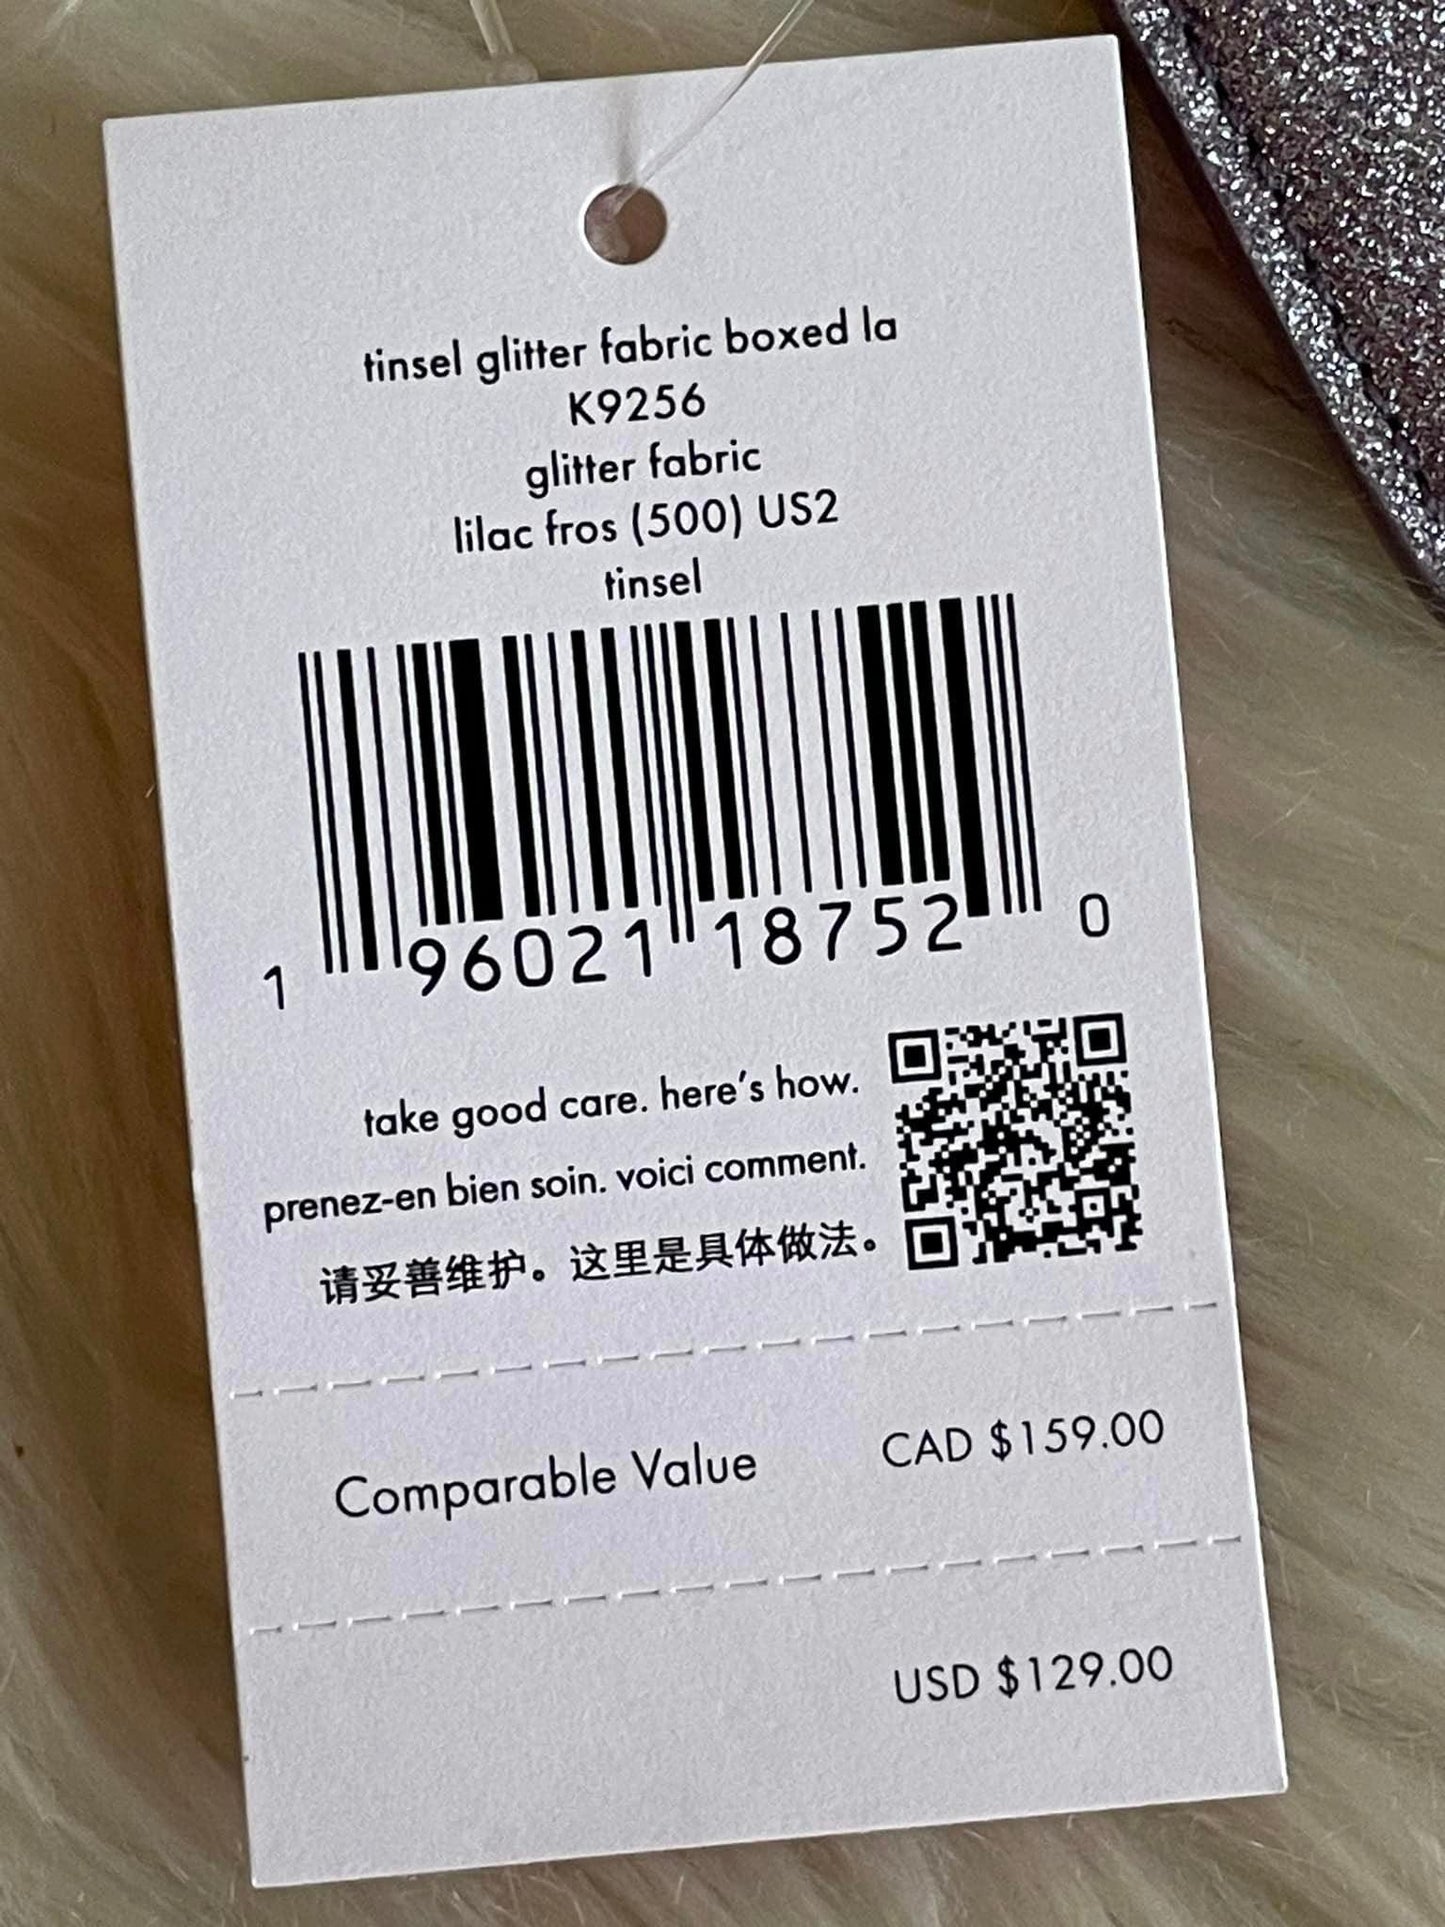 tinsel glitter fabric boxed la
K9256
glitter fabric
lilac fros (500) US2
tinsel
1 96021 18752 0
take good care. here's how.
prenez-en bien soin. voici comment.
请妥善维护。这里是具体做法。
Comparable Value CAD $159.00
USD $129.00